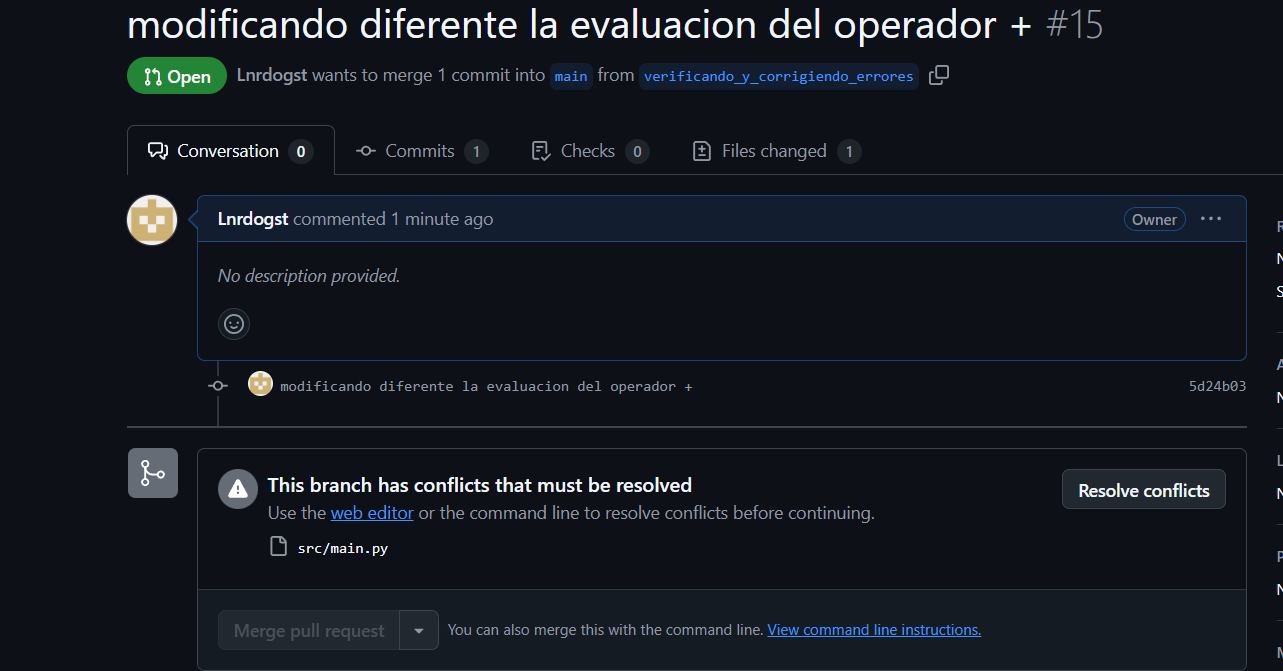 modificando diferente la evaluacion del operador + #15
Open Lnrdogst wants to merge 1 commit into main from verificando_y_corrigiendo_errores
Conversation 0 Commits 1 Checks 0 Files changed 1
Lnrdogst commented 1 minute ago Owner
No description provided.
modificando diferente la evaluacion del operador + 5d24b03
This branch has conflicts that must be resolved
Resolve conflicts
Use the web editor or the command line to resolve conflicts before continuing.
src/main.py
Merge pull request You can also merge this with the command line. View command line instructions.